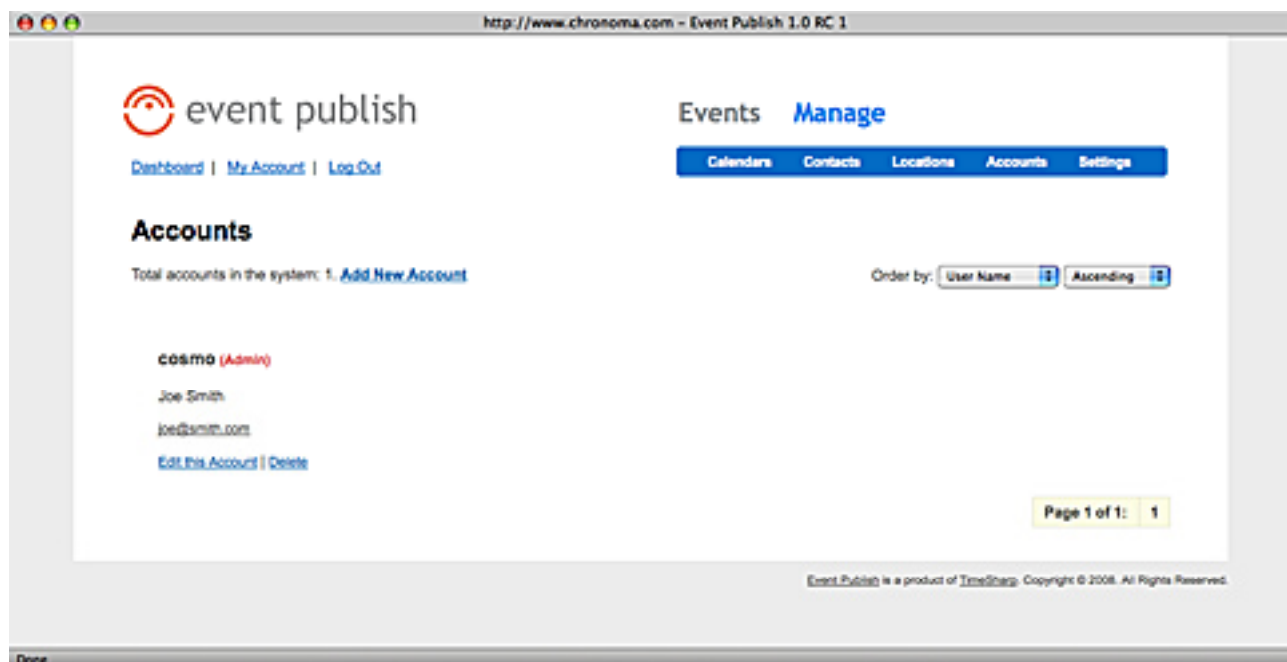 http://www.chronoma.com – Event Publish 1.0 RC 1
event publish
Events Manage
Dashboard | My Account | Log Out
Calendars Contacts Locations Accounts Settings
Accounts
Total accounts in the system: 1. Add New Account
Order by: User Name Ascending
cosmo (Admin)
Joe Smith
joe@smith.com
Edit this Account | Delete
Page 1 of 1: 1
Event Publish is a product of TimeSharp. Copyright © 2008. All Rights Reserved.
Done